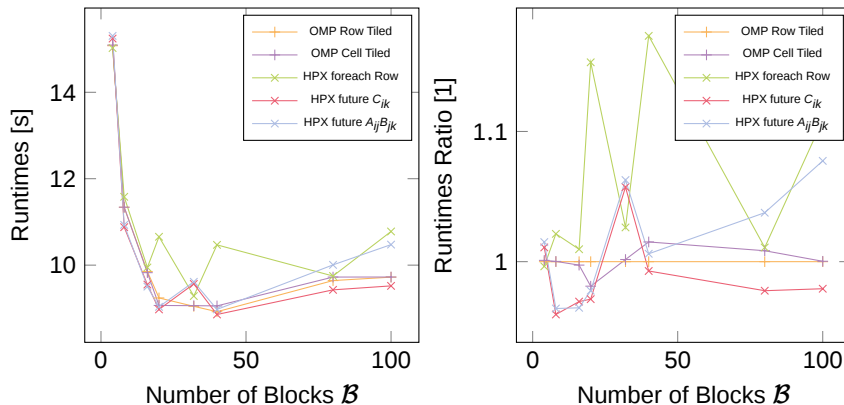 Runtimes [s]
14
12
10
0
50
100
Number of Blocks ℬ
OMP Row Tiled
OMP Cell Tiled
HPX foreach Row
HPX future C_ik
HPX future A_ij B_jk
Runtimes Ratio [1]
1.1
1
0
50
100
Number of Blocks ℬ
OMP Row Tiled
OMP Cell Tiled
HPX foreach Row
HPX future C_ik
HPX future A_ij B_jk